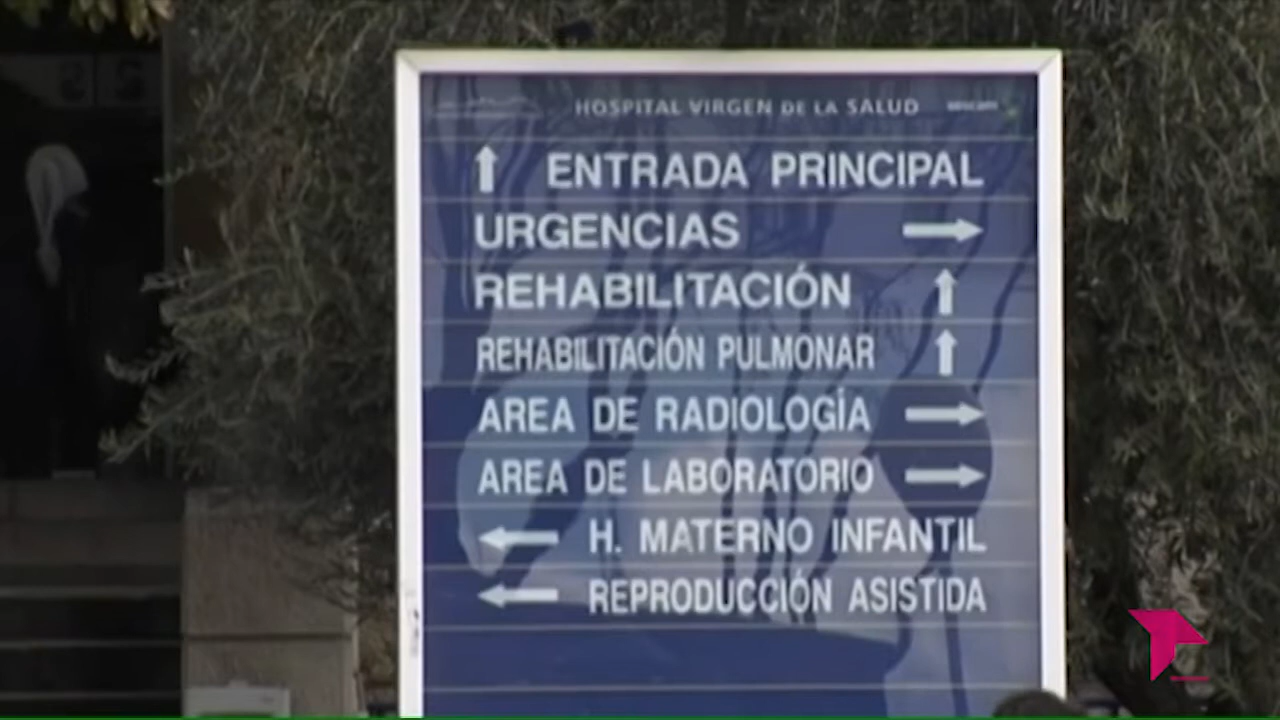 HOSPITAL VIRGEN DE LA SALUD
ENTRADA PRINCIPAL
URGENCIAS
REHABILITACIÓN
REHABILITACIÓN PULMONAR
AREA DE RADIOLOGÍA
AREA DE LABORATORIO
H. MATERNO INFANTIL
REPRODUCCIÓN ASISTIDA